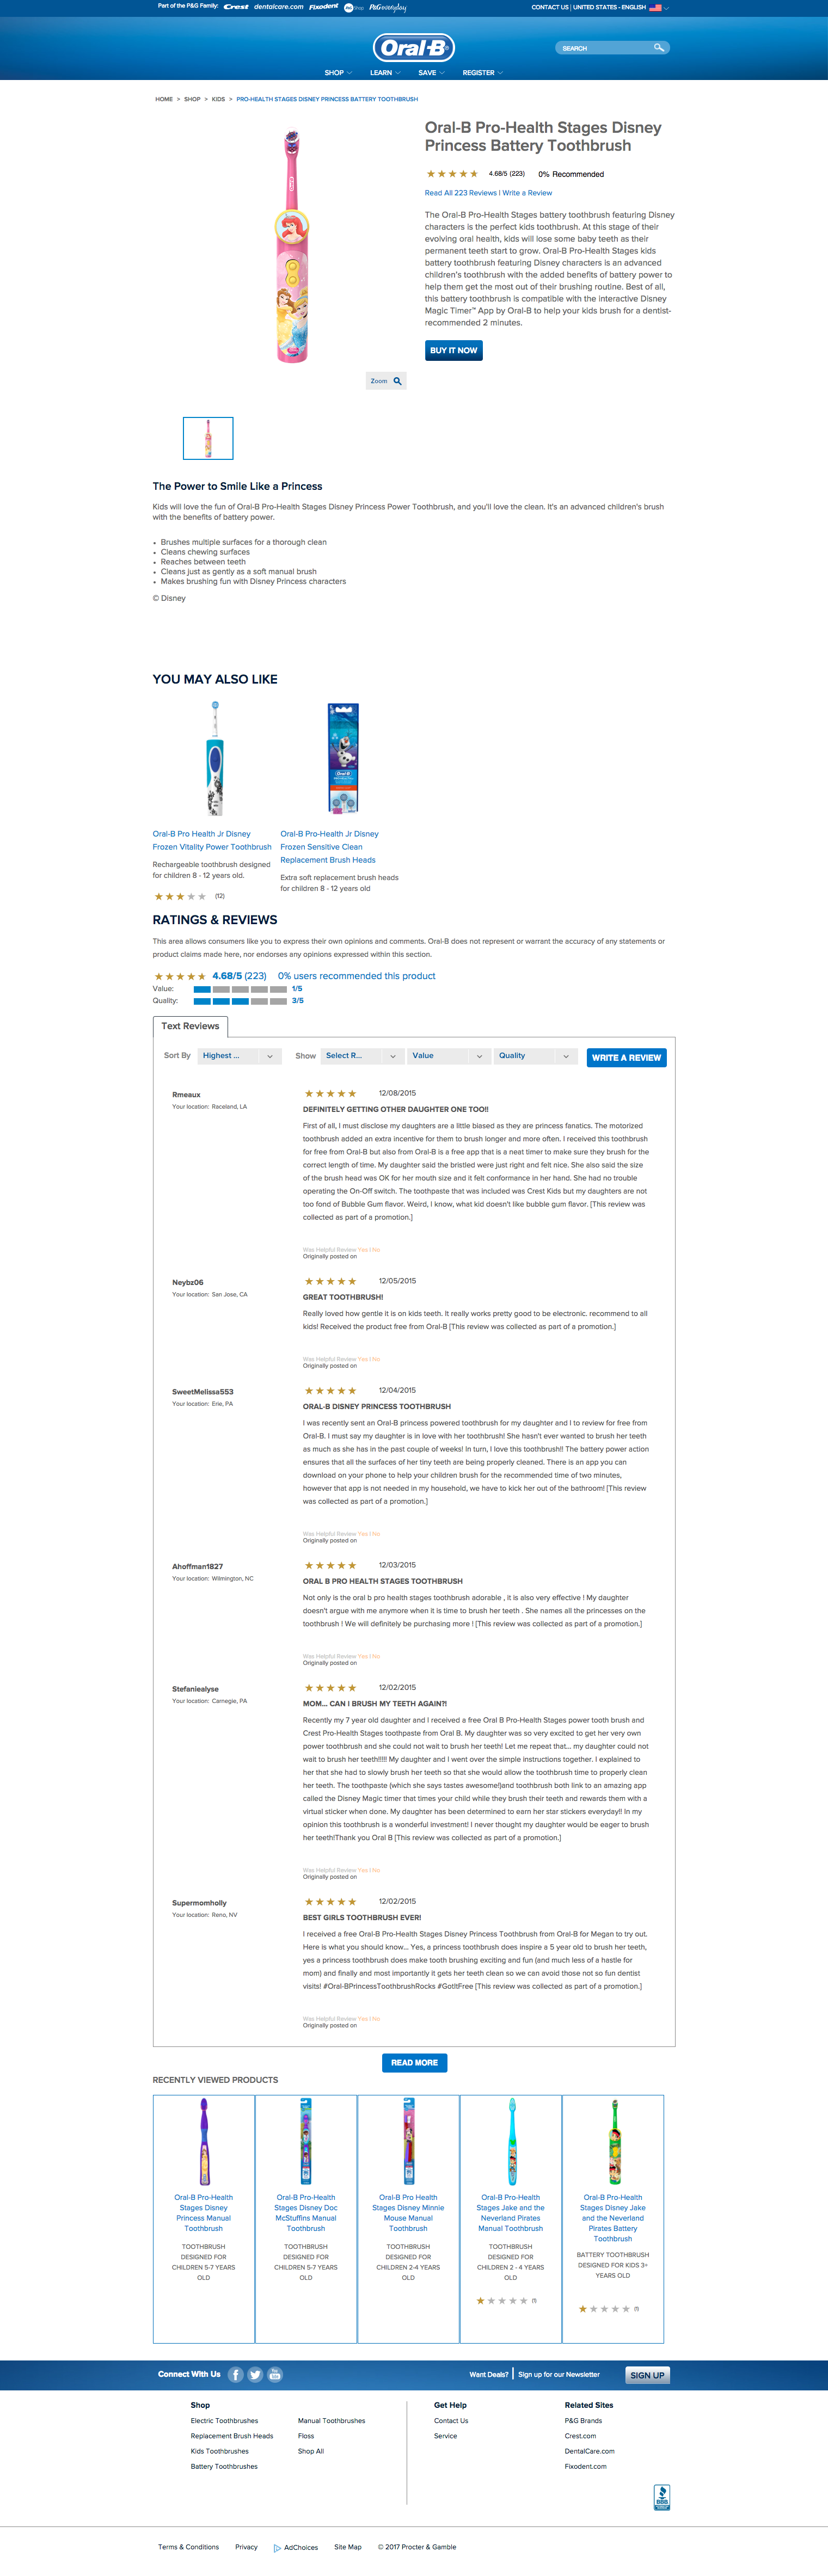 Part of the P&G Family: Crest dentalcare.com Fixodent P&G Shop P&G everyday
CONTACT US | UNITED STATES - ENGLISH
Oral-B
SEARCH
SHOP LEARN SAVE REGISTER
HOME > SHOP > KIDS > PRO-HEALTH STAGES DISNEY PRINCESS BATTERY TOOTHBRUSH
Oral-B Pro-Health Stages Disney
Princess Battery Toothbrush
4.68/5 (223) 0% Recommended
Read All 223 Reviews | Write a Review
The Oral-B Pro-Health Stages battery toothbrush featuring Disney
characters is the perfect kids toothbrush. At this stage of their
evolving oral health, kids will lose some baby teeth as their
permanent teeth start to grow. Oral-B Pro-Health Stages kids
battery toothbrush featuring Disney characters is an advanced
children's toothbrush with the added benefits of battery power to
help them get the most out of their brushing routine. Best of all,
this battery toothbrush is compatible with the interactive Disney
Magic Timer™ App by Oral-B to help your kids brush for a dentist-
recommended 2 minutes.
BUY IT NOW
Zoom
The Power to Smile Like a Princess
Kids will love the fun of Oral-B Pro-Health Stages Disney Princess Power Toothbrush, and you'll love the clean. It's an advanced children's brush
with the benefits of battery power.
• Brushes multiple surfaces for a thorough clean
• Cleans chewing surfaces
• Reaches between teeth
• Cleans just as gently as a soft manual brush
• Makes brushing fun with Disney Princess characters
© Disney
YOU MAY ALSO LIKE
Oral-B
Oral-B Pro Health Jr Disney
Frozen Vitality Power Toothbrush
Rechargeable toothbrush designed
for children 8 - 12 years old.
(12)
Oral-B Pro-Health Jr Disney
Frozen Sensitive Clean
Replacement Brush Heads
Extra soft replacement brush heads
for children 8 - 12 years old
RATINGS & REVIEWS
This area allows consumers like you to express their own opinions and comments. Oral-B does not represent or warrant the accuracy of any statements or
product claims made here, nor endorses any opinions expressed within this section.
4.68/5 (223) 0% users recommended this product
Value: 1/5
Quality: 3/5
Text Reviews
Sort By Highest ... Show Select R... Value Quality WRITE A REVIEW
Rmeaux
Your location: Raceland, LA
12/08/2015
DEFINITELY GETTING OTHER DAUGHTER ONE TOO!!
First of all, I must disclose my daughters are a little biased as they are princess fanatics. The motorized
toothbrush added an extra incentive for them to brush longer and more often. I received this toothbrush
for free from Oral-B but also from Oral-B is a free app that is a neat timer to make sure they brush for the
correct length of time. My daughter said the bristled were just right and felt nice. She also said the size
of the brush head was OK for her mouth size and it felt conformance in her hand. She had no trouble
operating the On-Off switch. The toothpaste that was included was Crest Kids but my daughters are not
too fond of Bubble Gum flavor. Weird, I know, what kid doesn't like bubble gum flavor. [This review was
collected as part of a promotion.]
Was Helpful Review Yes | No
Originally posted on
Neybz06
Your location: San Jose, CA
12/05/2015
GREAT TOOTHBRUSH!
Really loved how gentle it is on kids teeth. It really works pretty good to be electronic. recommend to all
kids! Received the product free from Oral-B [This review was collected as part of a promotion.]
Was Helpful Review Yes | No
Originally posted on
SweetMelissa553
Your location: Erie, PA
12/04/2015
ORAL-B DISNEY PRINCESS TOOTHBRUSH
I was recently sent an Oral-B princess powered toothbrush for my daughter and I to review for free from
Oral-B. I must say my daughter is in love with her toothbrush! She hasn't ever wanted to brush her teeth
as much as she has in the past couple of weeks! In turn, I love this toothbrush!! The battery power action
ensures that all the surfaces of her tiny teeth are being properly cleaned. There is an app you can
download on your phone to help your children brush for the recommended time of two minutes,
however that app is not needed in my household, we have to kick her out of the bathroom! [This review
was collected as part of a promotion.]
Was Helpful Review Yes | No
Originally posted on
Ahoffman1827
Your location: Wilmington, NC
12/03/2015
ORAL B PRO HEALTH STAGES TOOTHBRUSH
Not only is the oral b pro health stages toothbrush adorable , it is also very effective ! My daughter
doesn't argue with me anymore when it is time to brush her teeth . She names all the princesses on the
toothbrush ! We will definitely be purchasing more ! [This review was collected as part of a promotion.]
Was Helpful Review Yes | No
Originally posted on
Stefaniealyse
Your location: Carnegie, PA
12/02/2015
MOM... CAN I BRUSH MY TEETH AGAIN?!
Recently my 7 year old daughter and I received a free Oral B Pro-Health Stages power tooth brush and
Crest Pro-Health Stages toothpaste from Oral B. My daughter was so very excited to get her very own
power toothbrush and she could not wait to brush her teeth! Let me repeat that... my daughter could not
wait to brush her teeth!!!!! My daughter and I went over the simple instructions together. I explained to
her that she had to slowly brush her teeth so that she would allow the toothbrush time to properly clean
her teeth. The toothpaste (which she says tastes awesome!)and toothbrush both link to an amazing app
called the Disney Magic timer that times your child while they brush their teeth and rewards them with a
virtual sticker when done. My daughter has been determined to earn her star stickers everyday!! In my
opinion this toothbrush is a wonderful investment! I never thought my daughter would be eager to brush
her teeth!Thank you Oral B [This review was collected as part of a promotion.]
Was Helpful Review Yes | No
Originally posted on
Supermomholly
Your location: Reno, NV
12/02/2015
BEST GIRLS TOOTHBRUSH EVER!
I received a free Oral-B Pro-Health Stages Disney Princess Toothbrush from Oral-B for Megan to try out.
Here is what you should know... Yes, a princess toothbrush does inspire a 5 year old to brush her teeth,
yes a princess toothbrush does make tooth brushing exciting and fun (and much less of a hastle for
mom) and finally and most importantly it gets her teeth clean so we can avoid those not so fun dentist
visits! #Oral-BPrincessToothbrushRocks #GotItFree [This review was collected as part of a promotion.]
Was Helpful Review Yes | No
Originally posted on
READ MORE
RECENTLY VIEWED PRODUCTS
Oral-B Pro-Health
Stages Disney
Princess Manual
Toothbrush
TOOTHBRUSH
DESIGNED FOR
CHILDREN 5-7 YEARS
OLD
Oral-B Pro-Health
Stages Disney Doc
McStuffins Manual
Toothbrush
TOOTHBRUSH
DESIGNED FOR
CHILDREN 5-7 YEARS
OLD
Oral-B Pro Health
Stages Disney Minnie
Mouse Manual
Toothbrush
TOOTHBRUSH
DESIGNED FOR
CHILDREN 2-4 YEARS
OLD
Oral-B Pro-Health
Stages Jake and the
Neverland Pirates
Manual Toothbrush
TOOTHBRUSH
DESIGNED FOR
CHILDREN 2 - 4 YEARS
OLD
(1)
Oral-B Pro-Health
Stages Disney Jake
and the Neverland
Pirates Battery
Toothbrush
BATTERY TOOTHBRUSH
DESIGNED FOR KIDS 3+
YEARS OLD
(1)
Connect With Us
Want Deals? | Sign up for our Newsletter SIGN UP
Shop
Electric Toothbrushes
Replacement Brush Heads
Kids Toothbrushes
Battery Toothbrushes
Manual Toothbrushes
Floss
Shop All
Get Help
Contact Us
Service
Related Sites
P&G Brands
Crest.com
DentalCare.com
Fixodent.com
BBB
Terms & Conditions Privacy AdChoices Site Map © 2017 Procter & Gamble